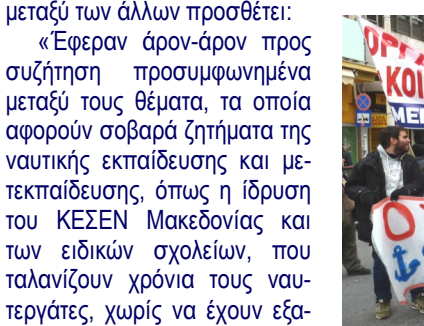 μεταξύ των άλλων προσθέτει:
«Έφεραν άρον-άρον προς
συζήτηση προσυμφωνημένα
μεταξύ τους θέματα, τα οποία
αφορούν σοβαρά ζητήματα της
ναυτικής εκπαίδευσης και με-
τεκπαίδευσης, όπως η ίδρυση
του ΚΕΣΕΝ Μακεδονίας και
των ειδικών σχολείων, που
ταλανίζουν χρόνια τους ναυ-
τεργάτες, χωρίς να έχουν εξα-